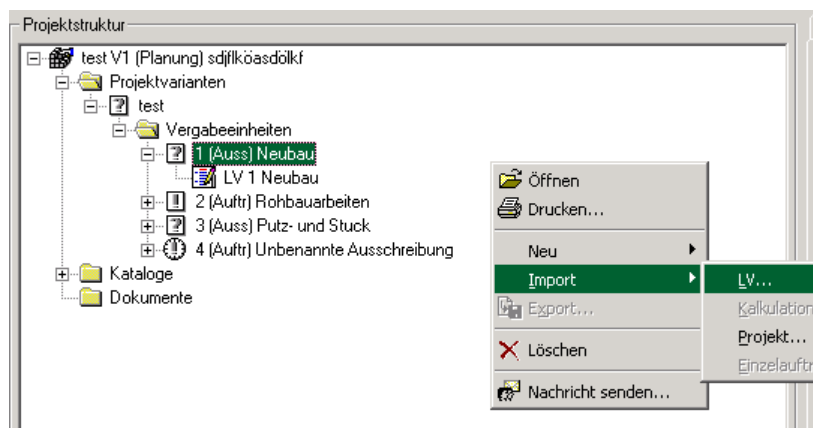 Projektstruktur
test V1 (Planung) sdjflköasdölkf
Projektvarianten
test
Vergabeeinheiten
1 (Auss) Neubau
LV 1 Neubau
2 (Auftr) Rohbauarbeiten
3 (Auss) Putz- und Stuck
4 (Auftr) Unbenannte Ausschreibung
Kataloge
Dokumente
Öffnen
Drucken...
Neu
Import
Export...
Löschen
Nachricht senden...
LV...
Kalkulation
Projekt...
Einzelauftr